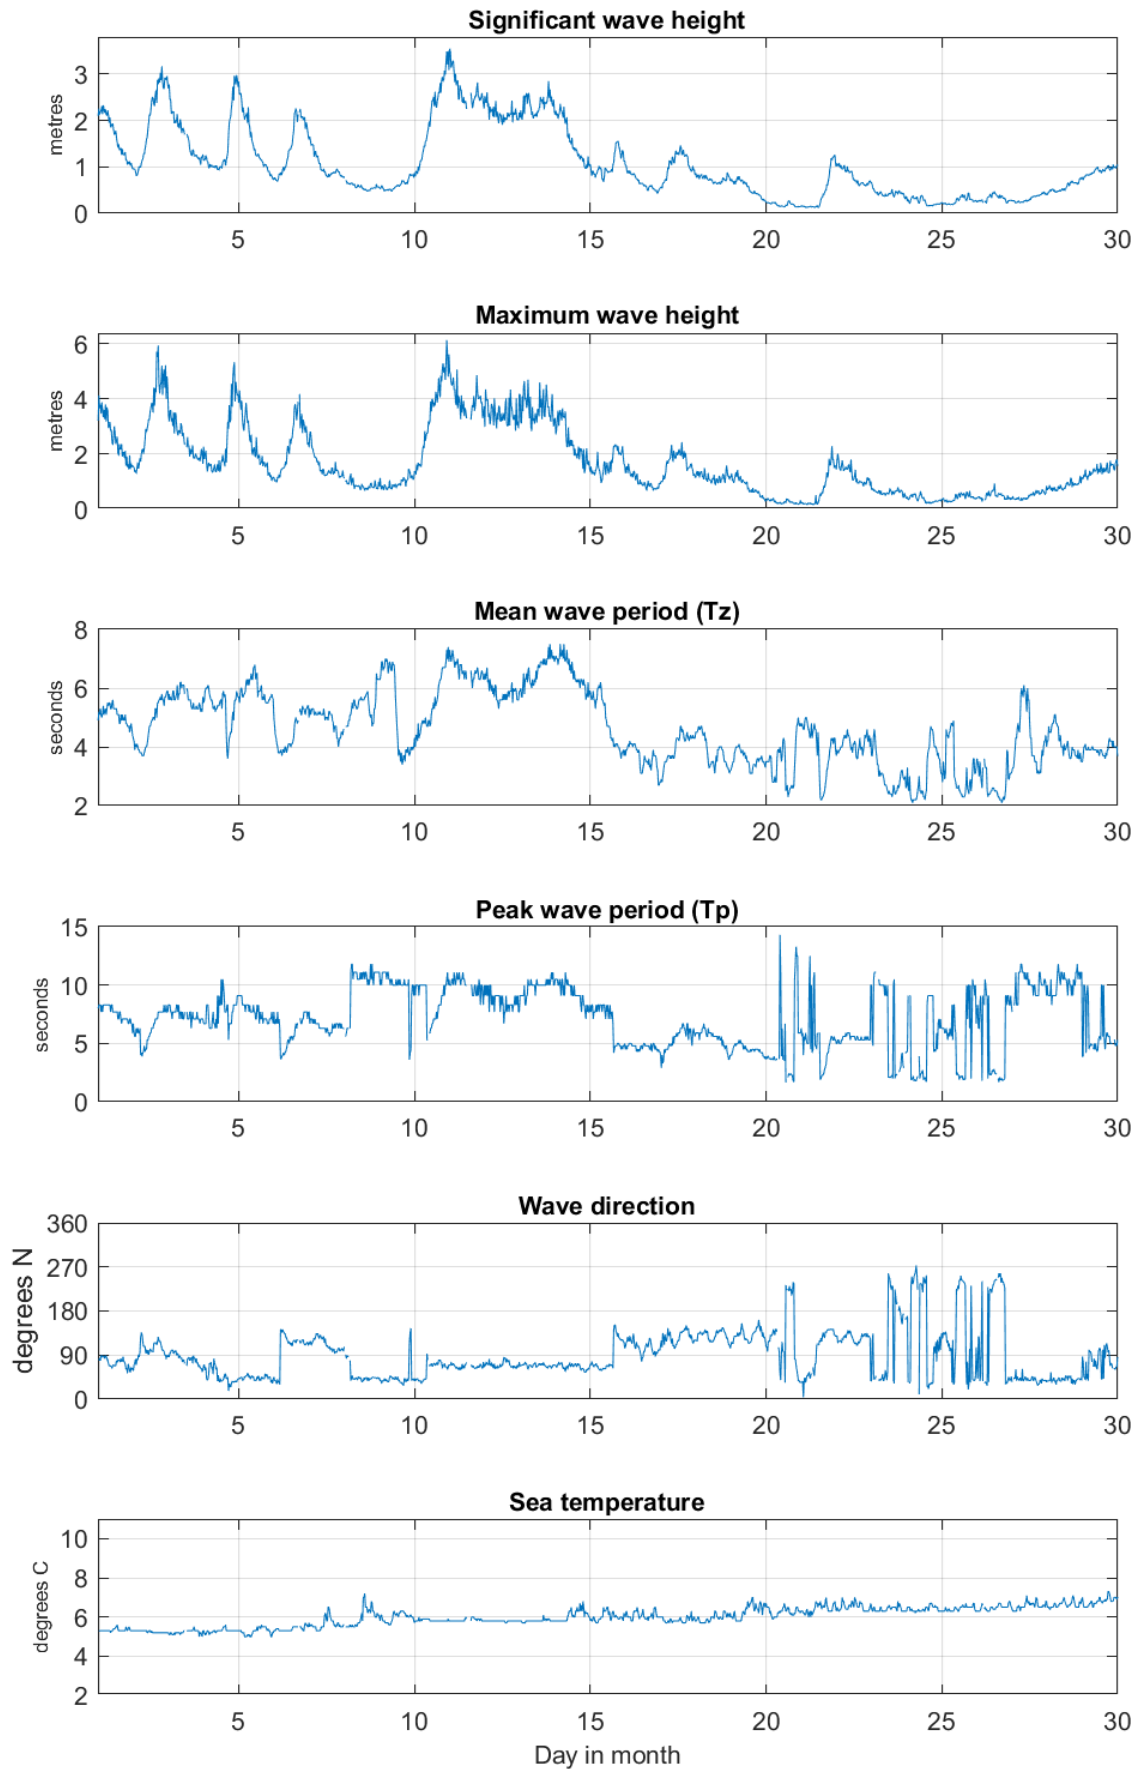 Significant wave height
metres
3
2
1
0
5 10 15 20 25 30
Maximum wave height
metres
6
4
2
0
5 10 15 20 25 30
Mean wave period (Tz)
seconds
8
6
4
2
5 10 15 20 25 30
Peak wave period (Tp)
seconds
15
10
5
0
5 10 15 20 25 30
Wave direction
degrees N
360
270
180
90
0
5 10 15 20 25 30
Sea temperature
degrees C
10
8
6
4
2
5 10 15 20 25 30
Day in month